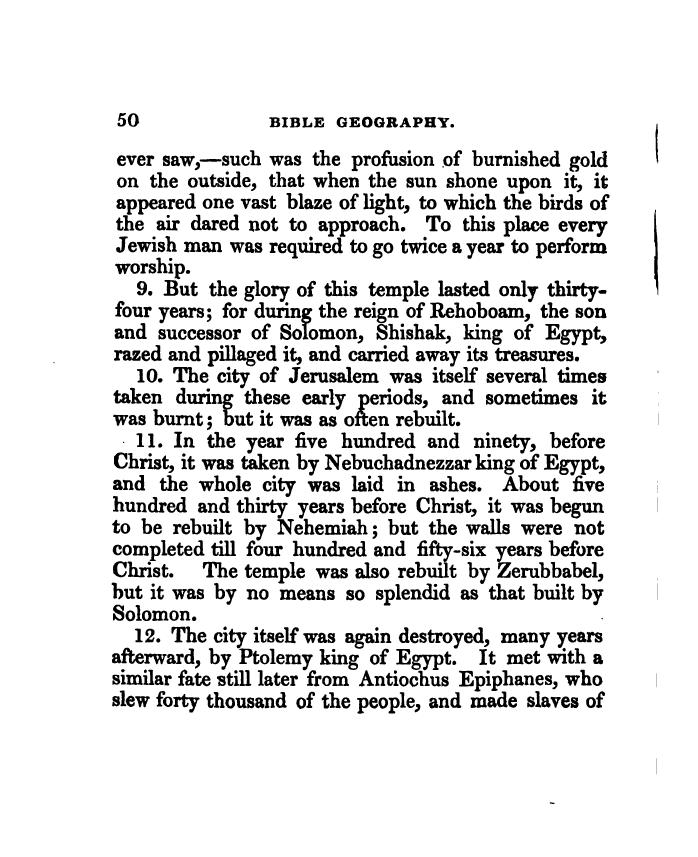 50 BIBLE GEOGRAPHY.
ever saw,—such was the profusion of burnished gold
on the outside, that when the sun shone upon it, it
appeared one vast blaze of light, to which the birds of
the air dared not to approach. To this place every
Jewish man was required to go twice a year to perform
worship.
9. But the glory of this temple lasted only thirty-
four years; for during the reign of Rehoboam, the son
and successor of Solomon, Shishak, king of Egypt,
razed and pillaged it, and carried away its treasures.
10. The city of Jerusalem was itself several times
taken during these early periods, and sometimes it
was burnt; but it was as often rebuilt.
11. In the year five hundred and ninety, before
Christ, it was taken by Nebuchadnezzar king of Egypt,
and the whole city was laid in ashes. About five
hundred and thirty years before Christ, it was begun
to be rebuilt by Nehemiah; but the walls were not
completed till four hundred and fifty-six years before
Christ. The temple was also rebuilt by Zerubbabel,
but it was by no means so splendid as that built by
Solomon.
12. The city itself was again destroyed, many years
afterward, by Ptolemy king of Egypt. It met with a
similar fate still later from Antiochus Epiphanes, who
slew forty thousand of the people, and made slaves of